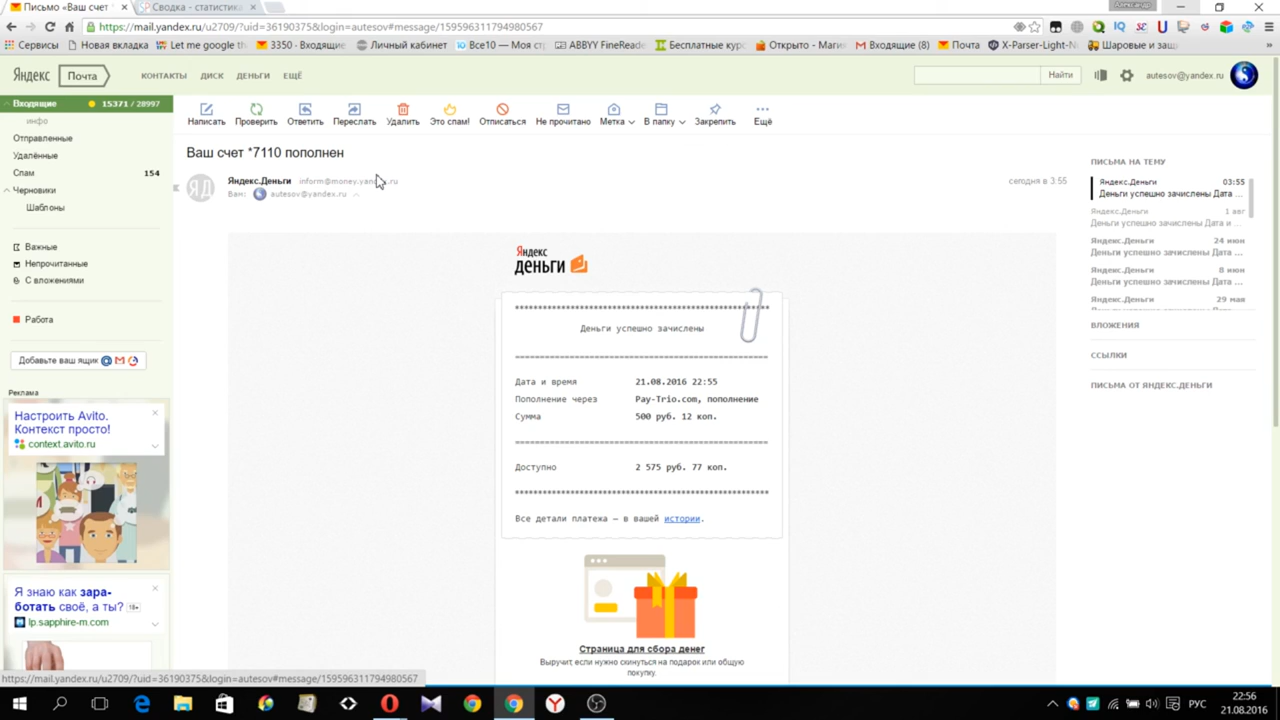 Письмо «Ваш счет
Сводка - статистика
Александр
https://mail.yandex.ru/u2709/?uid=36190375&login=autesov#message/159596311794980567
Сервисы
Новая вкладка
Let me google th
3350 - Входящие
Личный кабинет
Все10 — Моя ст
ABBYY FineReade
Бесплатные кур
Открыто - Маги
Входящие (8)
Почта
X-Parser-Light-N
Шаровые и защ
Яндекс Почта КОНТАКТЫ ДИСК ДЕНЬГИ ЕЩЁ
Найти
autesov@yandex.ru
Входящие 15371 / 28997
инфо
Отправленные
Удалённые
Спам 154
Черновики
Шаблоны
Важные
Непрочитанные
С вложениями
Работа
Добавьте ваш ящик
Реклама
Настроить Avito.
Контекст просто!
context.avito.ru
Я знаю как зара-
ботать своё, а ты? 18+
lp.sapphire-m.com
Написать Проверить Ответить Переслать Удалить Это спам! Отписаться Не прочитано Метка В папку Закрепить Ещё
Ваш счет *7110 пополнен
ЯД
Яндекс.Деньги inform@money.yandex.ru
сегодня в 3:55
Вам: autesov@yandex.ru
Яндекс
деньги
Деньги успешно зачислены
Дата и время 21.08.2016 22:55
Пополнение через Pay-Trio.com, пополнение
Сумма 500 руб. 12 коп.
Доступно 2 575 руб. 77 коп.
Все детали платежа — в вашей истории.
Страница для сбора денег
Выручит, если нужно скинуться на подарок или общую
покупку.
ПИСЬМА НА ТЕМУ
Яндекс.Деньги 03:55
Деньги успешно зачислены Дата ...
Яндекс.Деньги 1 авг
Деньги успешно зачислены Дата и ...
Яндекс.Деньги 24 июн
Деньги успешно зачислены Дата ...
Яндекс.Деньги 8 июн
Деньги успешно зачислены Дата ...
Яндекс.Деньги 29 мая
ВЛОЖЕНИЯ
ССЫЛКИ
ПИСЬМА ОТ ЯНДЕКС.ДЕНЬГИ
https://mail.yandex.ru/u2709/?uid=36190375&login=autesov#message/159596311794980567
РУС
22:56
21.08.2016